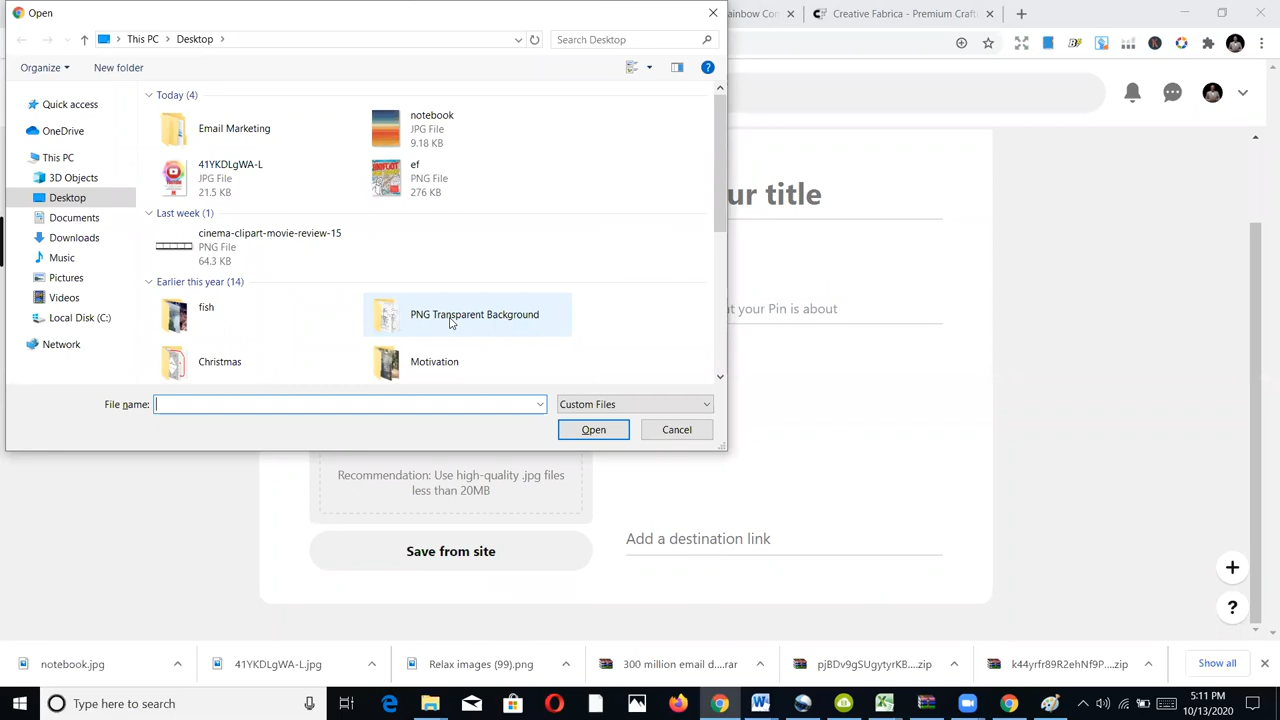 Open
ainbow Con
Creative Fabrica - Premium Craft
This PC
Desktop
Search Desktop
Organize
New folder
Quick access
OneDrive
This PC
3D Objects
Desktop
Documents
Downloads
Music
Pictures
Videos
Local Disk (C:)
Network
Today (4)
Email Marketing
notebook
JPG File
9.18 KB
41YKDLgWA-L
JPG File
21.5 KB
ef
PNG File
276 KB
Last week (1)
cinema-clipart-movie-review-15
PNG File
64.3 KB
Earlier this year (14)
fish
PNG Transparent Background
Christmas
Motivation
File name:
Custom Files
Open
Cancel
ur title
t your Pin is about
Recommendation: Use high-quality .jpg files
less than 20MB
Save from site
Add a destination link
notebook.jpg
41YKDLgWA-L.jpg
Relax images (99).png
300 million email d....rar
pjBDv9gSUgytyrKB....zip
k44yrfr89R2ehNf9P....zip
Show all
Type here to search
5:11 PM
10/13/2020